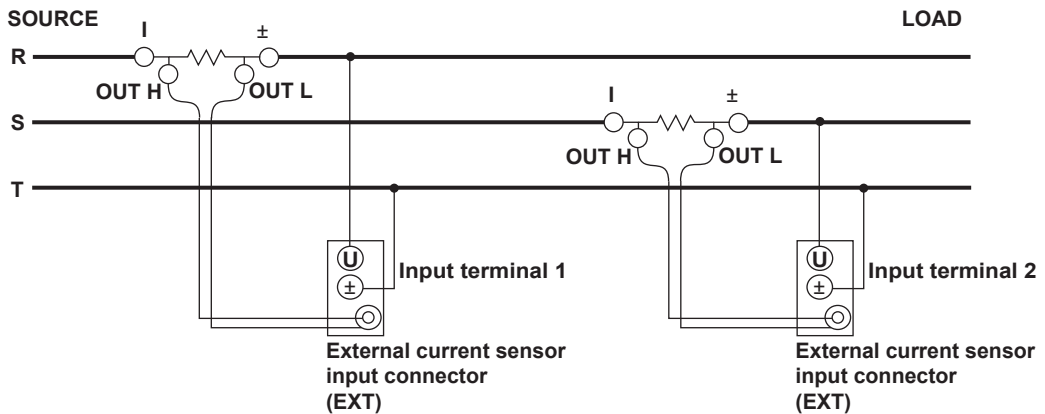 SOURCE
LOAD
I
±
R
OUT H
OUT L
I
±
S
OUT H
OUT L
T
U
±
Input terminal 1
U
±
Input terminal 2
External current sensor
input connector
(EXT)
External current sensor
input connector
(EXT)